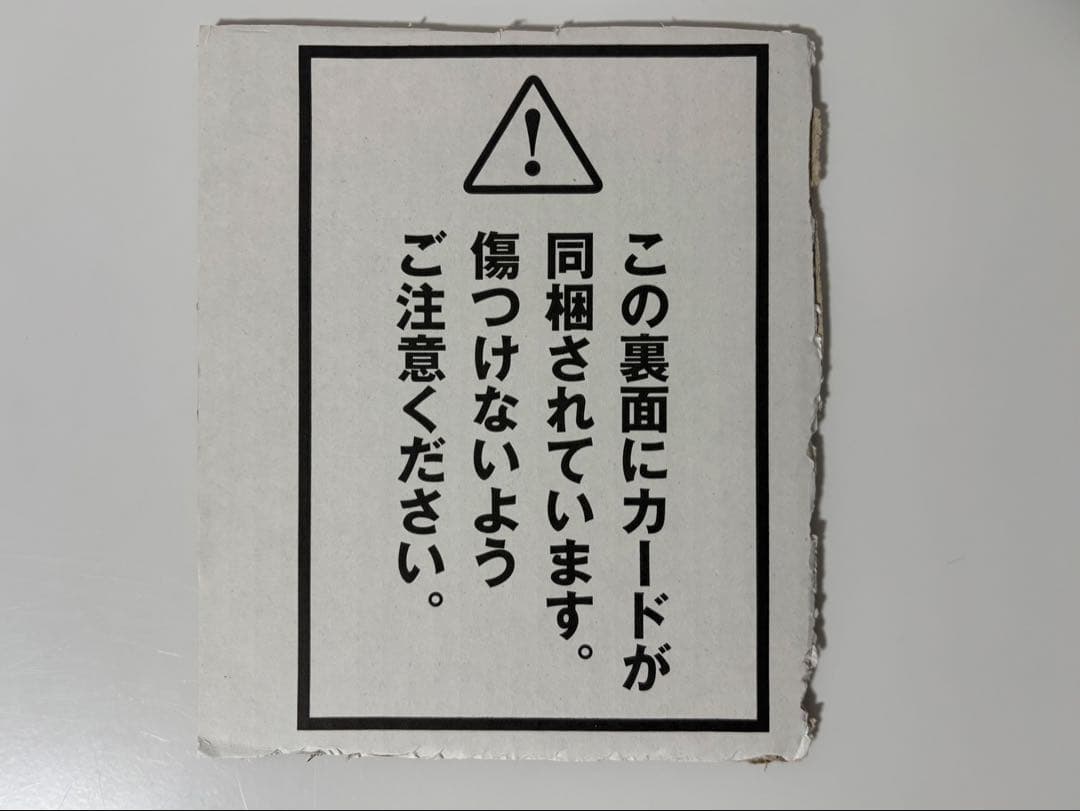 この裏面にカードが
同梱されています。
傷つけないよう
ご注意ください。